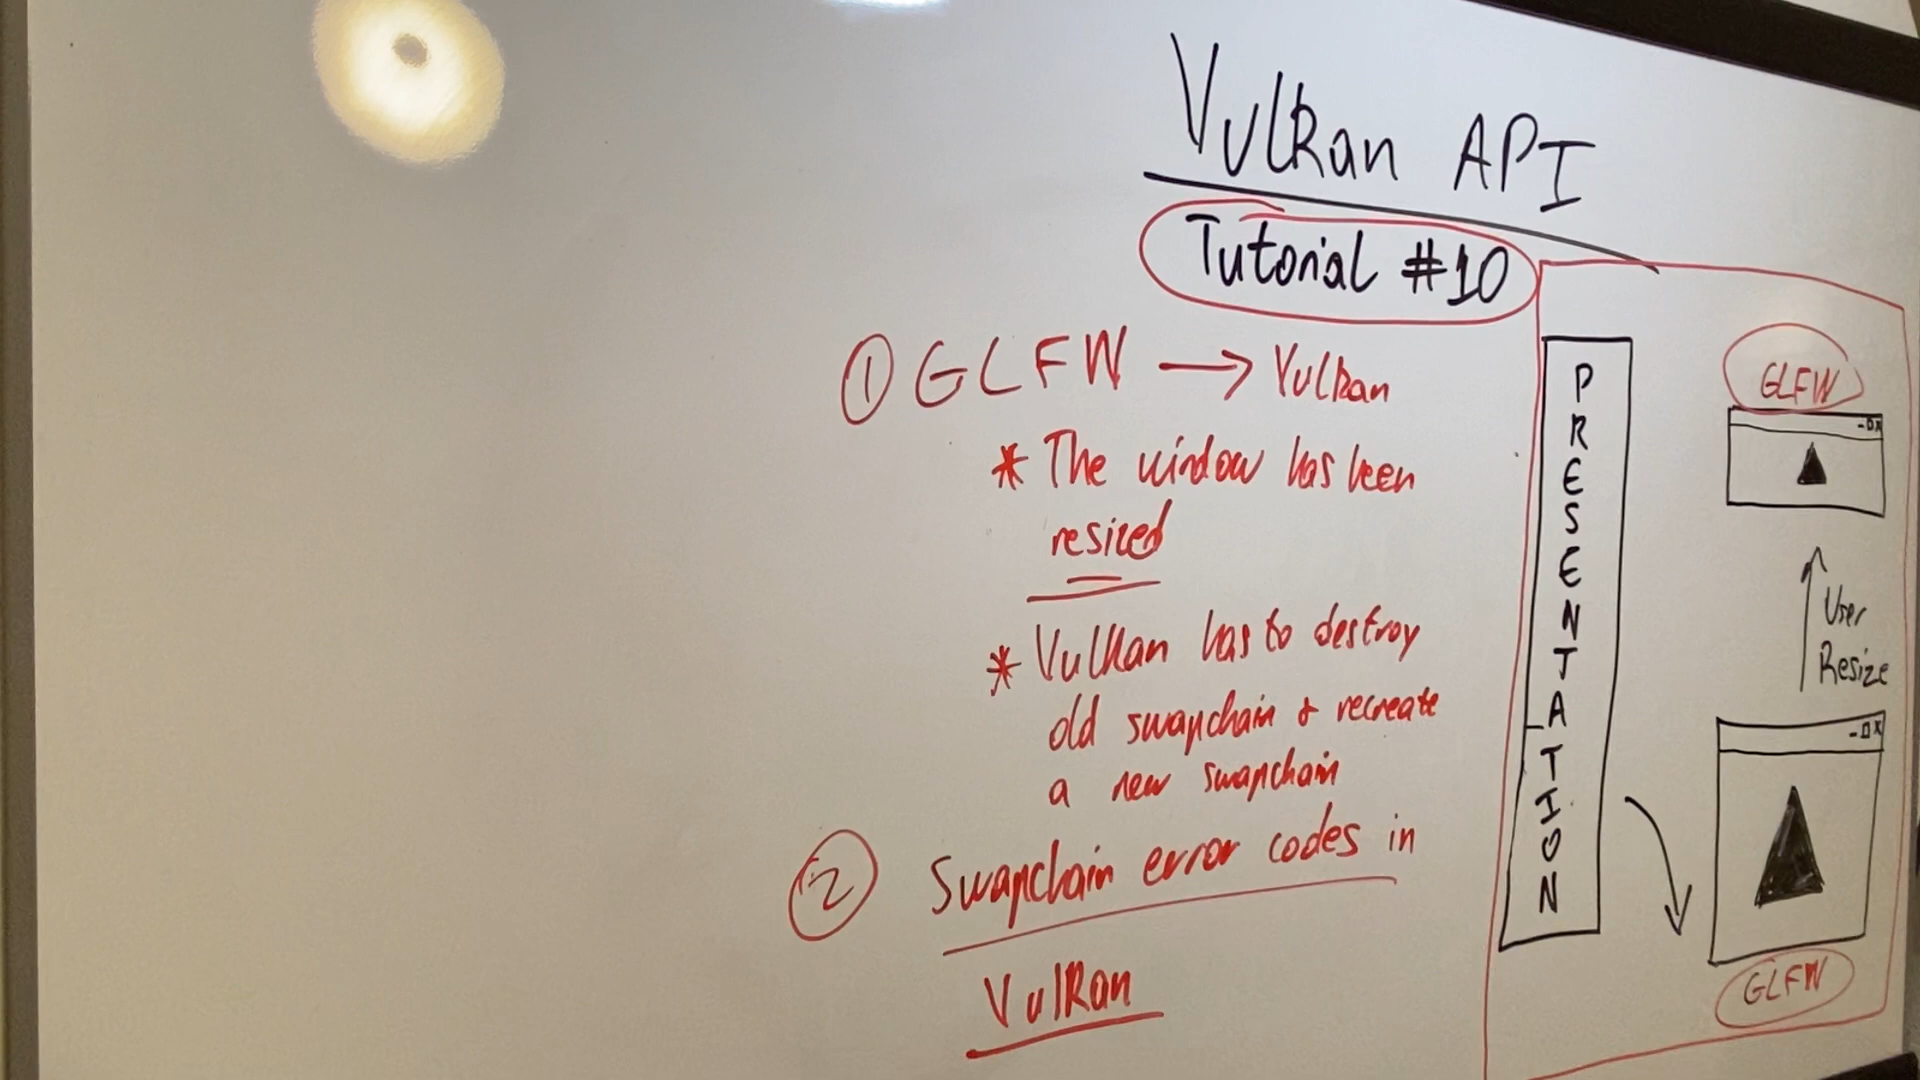 Vulkan API
Tutorial #10
① GLFW → Vulkan
* The window has been
resized
* Vulkan has to destroy
old swapchain & recreate
a new swapchain
② Swapchain error codes in
Vulkan
PRESENTATION
GLFW
- □ x
User
Resize
- □ x
GLFW